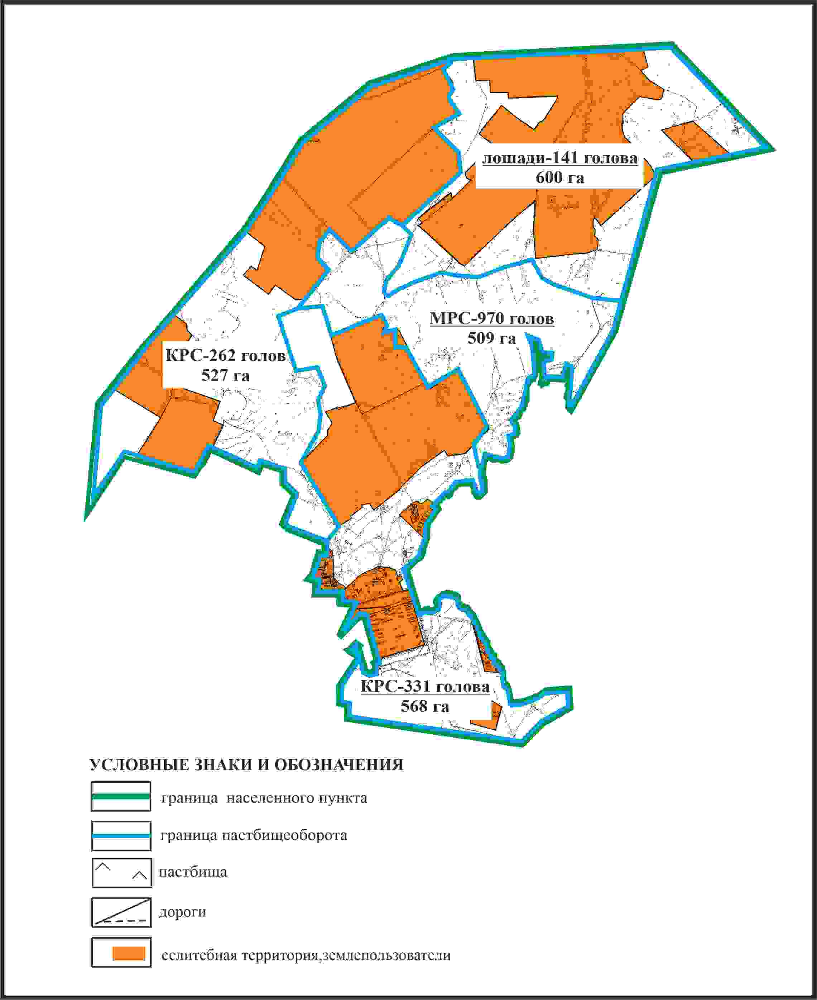 лошади-141 голова
600 га
МРС-970 голов
509 га
КРС-262 голов
527 га
КРС-331 голова
568 га
УСЛОВНЫЕ ЗНАКИ И ОБОЗНАЧЕНИЯ
граница населенного пункта
граница пастбищеоборота
пастбища
дороги
селитебная территория,землепользователи